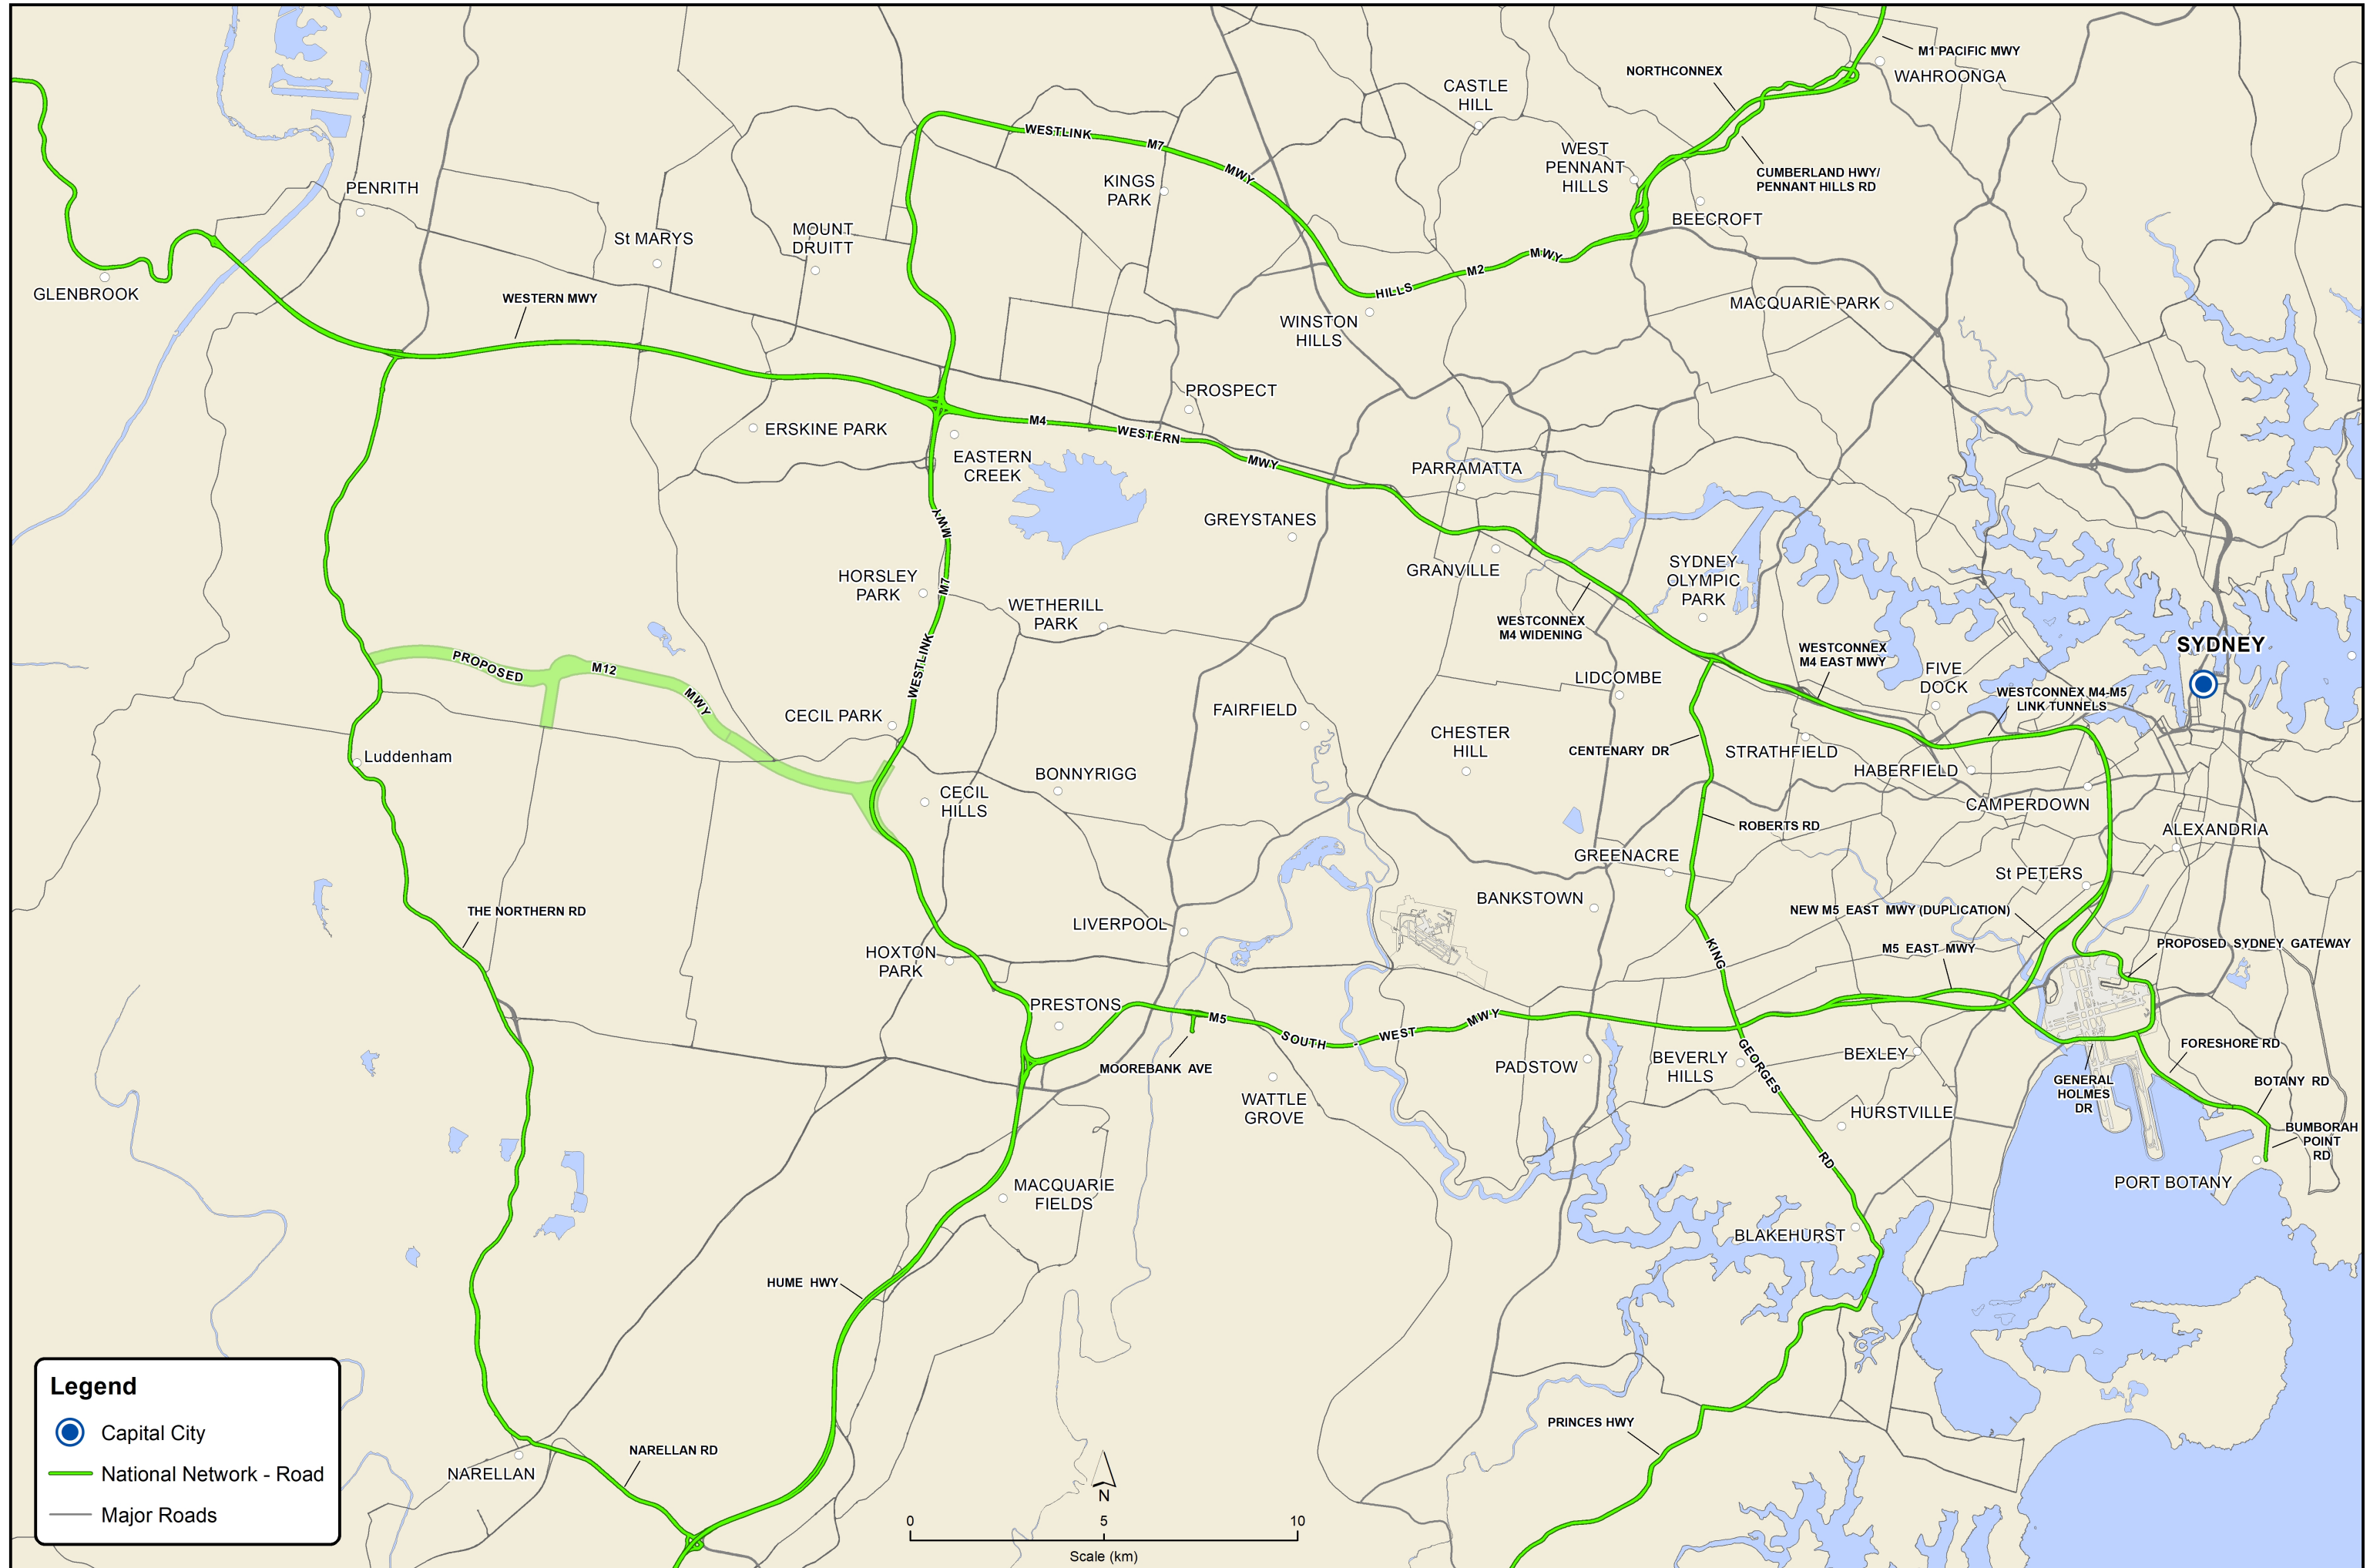 M1 PACIFIC MWY
NORTHCONNEX
WAHROONGA
CASTLE
HILL
WESTLINK
M7
MWY
WEST
PENNANT
HILLS
CUMBERLAND HWY/
PENNANT HILLS RD
KINGS
PARK
PENRITH
BEECROFT
St MARYS
MOUNT
DRUITT
HILLS
M2
MWY
GLENBROOK
WESTERN MWY
MACQUARIE PARK
WINSTON
HILLS
PROSPECT
ERSKINE PARK
M4
WESTERN
MWY
EASTERN
CREEK
PARRAMATTA
GREYSTANES
MWY
M7
WESTLINK
HORSLEY
PARK
WETHERILL
PARK
GRANVILLE
SYDNEY
OLYMPIC
PARK
WESTCONNEX
M4 WIDENING
SYDNEY
WESTCONNEX
M4 EAST MWY
FIVE
DOCK
PROPOSED
M12
MWY
LIDCOMBE
WESTCONNEX M4-M5
LINK TUNNELS
CECIL PARK
FAIRFIELD
CHESTER
HILL
CENTENARY DR
STRATHFIELD
Luddenham
HABERFIELD
BONNYRIGG
CECIL
HILLS
CAMPERDOWN
ROBERTS RD
ALEXANDRIA
GREENACRE
St PETERS
BANKSTOWN
THE NORTHERN RD
NEW M5 EAST MWY (DUPLICATION)
LIVERPOOL
M5 EAST MWY
PROPOSED SYDNEY GATEWAY
HOXTON
PARK
KING
GEORGES
RD
PRESTONS
M5
SOUTH
-
WEST
MWY
MOOREBANK AVE
PADSTOW
BEVERLY
HILLS
BEXLEY
FORESHORE RD
GENERAL
HOLMES
DR
BOTANY RD
WATTLE
GROVE
HURSTVILLE
BUMBORAH
POINT
RD
PORT BOTANY
MACQUARIE
FIELDS
BLAKEHURST
HUME HWY
PRINCES HWY
NARELLAN RD
NARELLAN
Legend
Capital City
National Network - Road
Major Roads
N
0
5
10
Scale (km)